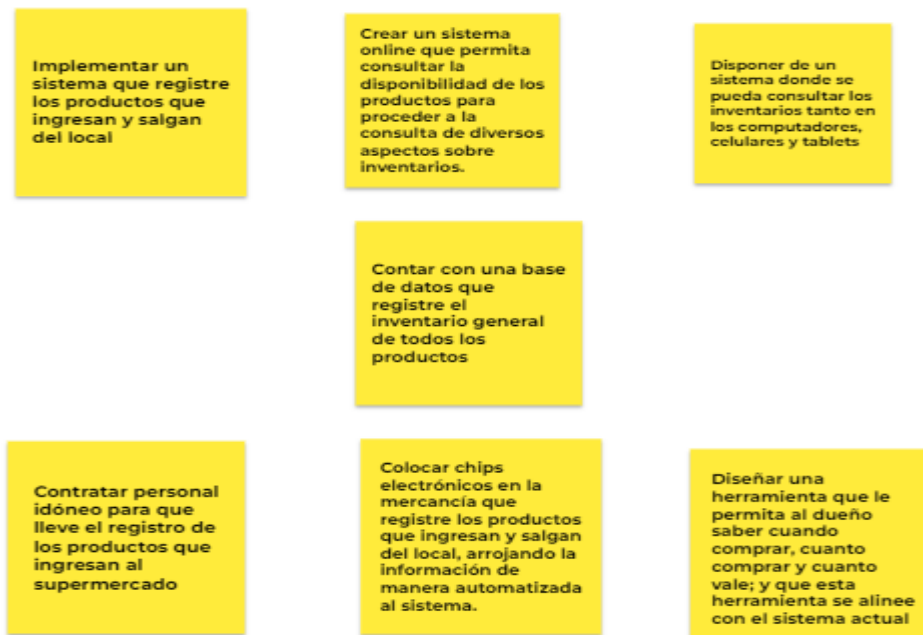 Implementar un
sistema que registre
los productos que
ingresan y salgan
del local
Crear un sistema
online que permita
consultar la
disponibilidad de los
productos para
proceder a la
consulta de diversos
aspectos sobre
inventarios.
Disponer de un
sistema donde se
pueda consultar los
inventarios tanto en
los computadores,
celulares y tablets
Contar con una base
de datos que
registre el
inventario general
de todos los
productos
Contratar personal
idóneo para que
lleve el registro de
los productos que
ingresan al
supermercado
Colocar chips
electrónicos en la
mercancía que
registre los productos
que ingresan y salgan
del local, arrojando la
información de
manera automatizada
al sistema.
Diseñar una
herramienta que le
permita al dueño
saber cuando
comprar, cuanto
comprar y cuanto
vale; y que esta
herramienta se alinee
con el sistema actual